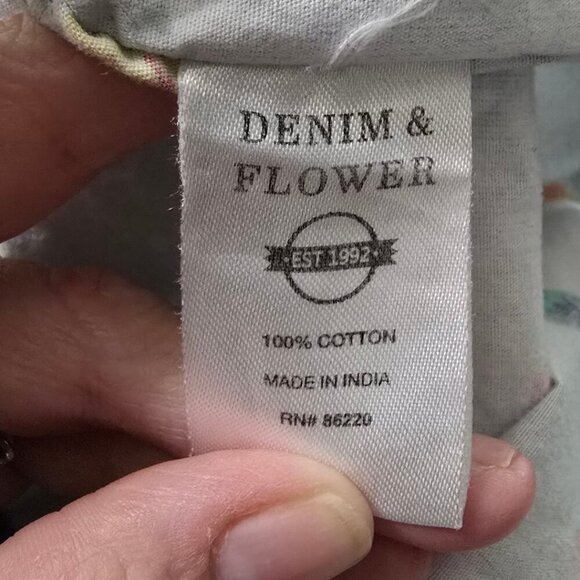 DENIM &
FLOWER
EST 1992
100% COTTON
MADE IN INDIA
RN# 86220